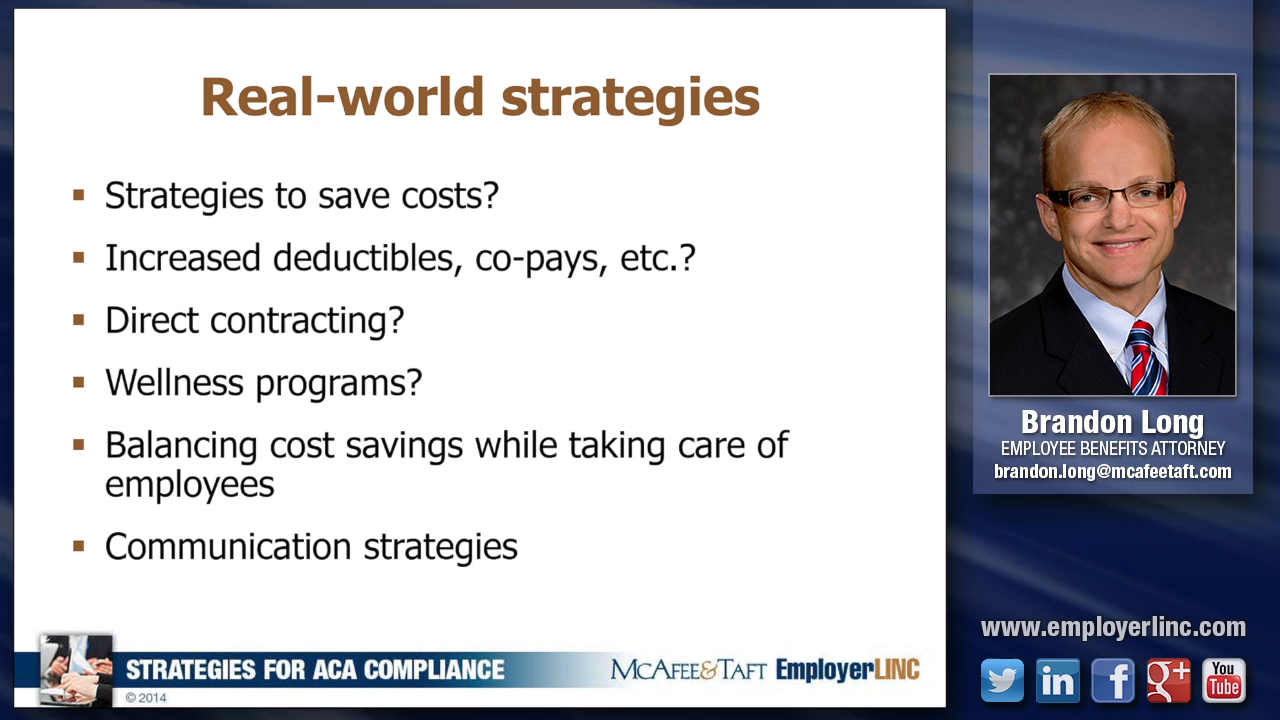 Real-world strategies
Strategies to save costs?
Increased deductibles, co-pays, etc.?
Direct contracting?
Wellness programs?
Balancing cost savings while taking care of
employees
Communication strategies
STRATEGIES FOR ACA COMPLIANCE
MCAFEE&TAFT EmployerLINC
© 2014
Brandon Long
EMPLOYEE BENEFITS ATTORNEY
brandon.long@mcafeetaft.com
www.employerlinc.com
in
f
g+
You
Tube